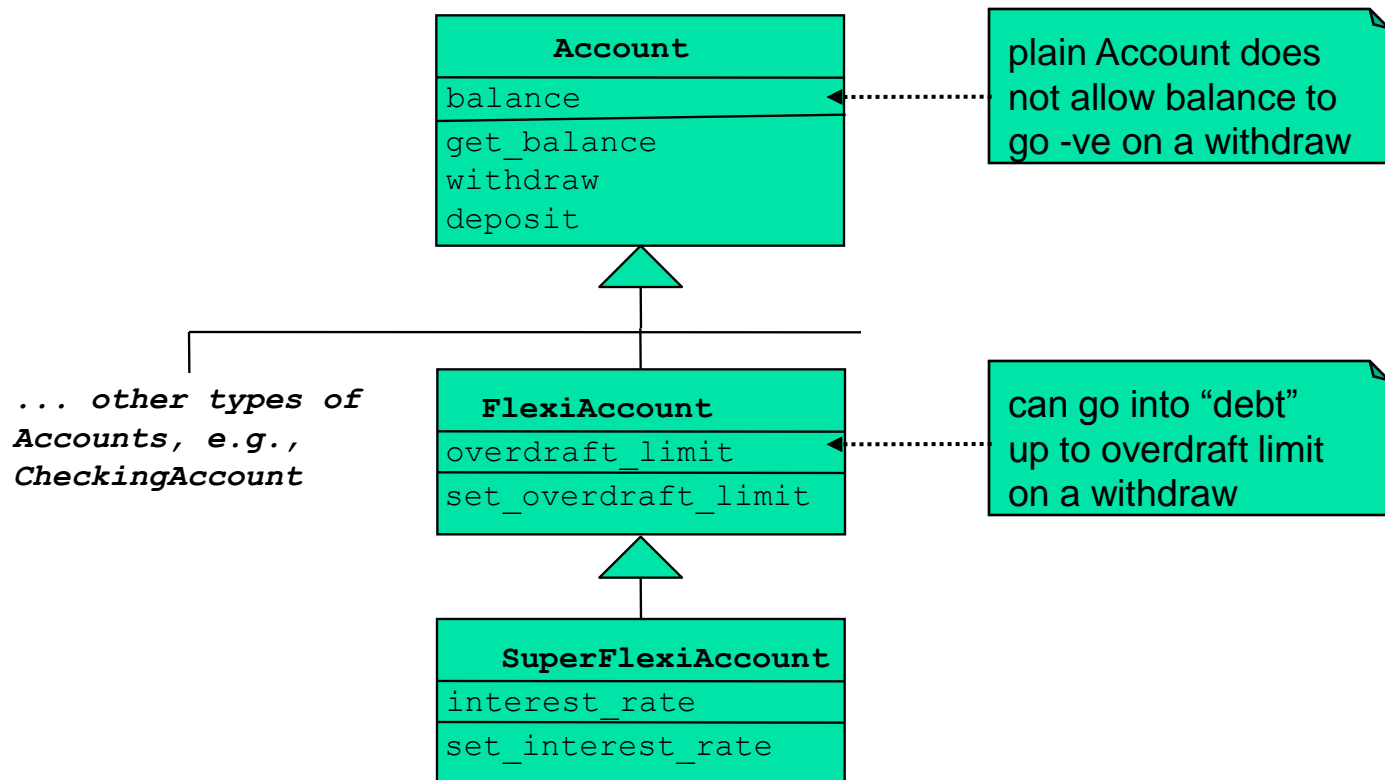 Account
balance
get_balance
withdraw
deposit
plain Account does
not allow balance to
go -ve on a withdraw
... other types of
Accounts, e.g.,
CheckingAccount
FlexiAccount
overdraft_limit
set_overdraft_limit
can go into “debt”
up to overdraft limit
on a withdraw
SuperFlexiAccount
interest_rate
set_interest_rate